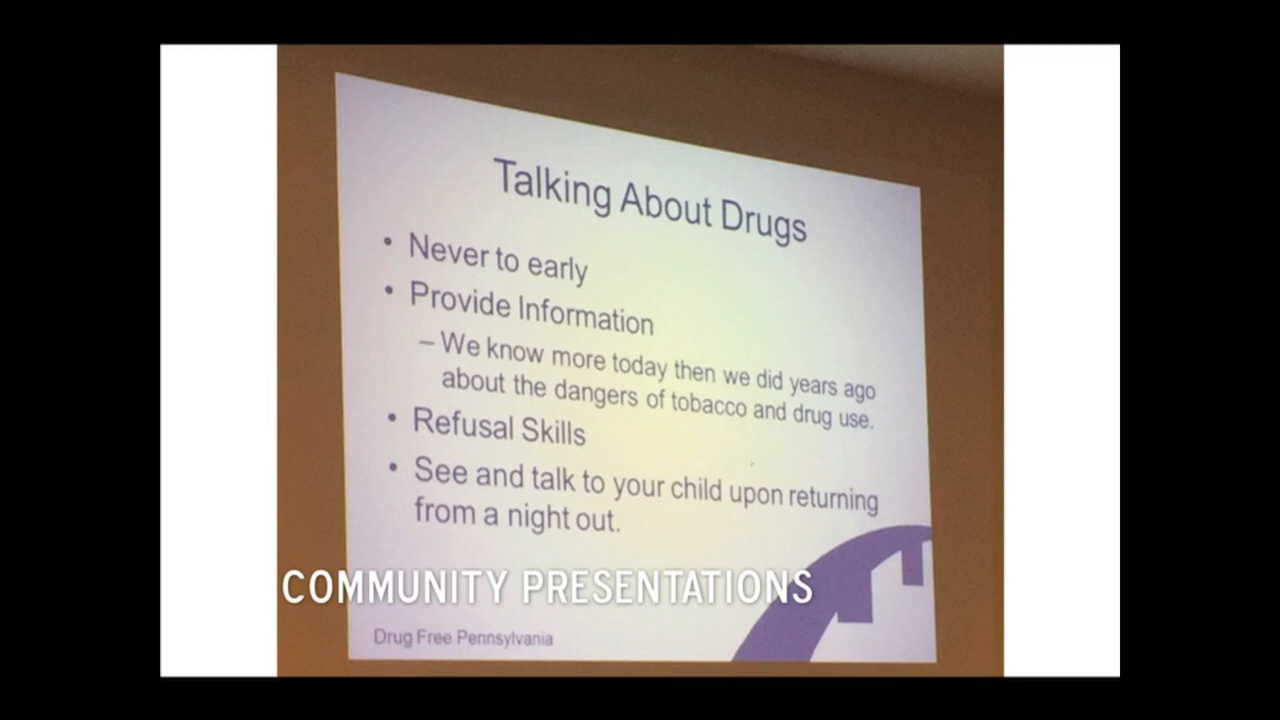 Talking About Drugs
• Never to early
• Provide Information
– We know more today then we did years ago
about the dangers of tobacco and drug use.
• Refusal Skills
• See and talk to your child upon returning
from a night out.
COMMUNITY PRESENTATIONS
Drug Free Pennsylvania